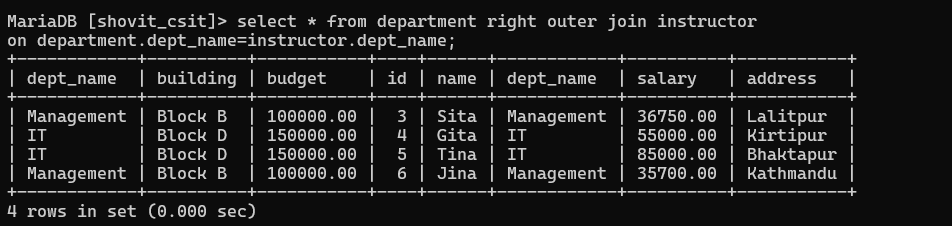 MariaDB [shovit_csit]> select * from department right outer join instructor
on department.dept_name=instructor.dept_name;
+------------+----------+-----------+----+------+------------+----------+-----------+
| dept_name  | building | budget    | id | name | dept_name  | salary   | address   |
+------------+----------+-----------+----+------+------------+----------+-----------+
| Management | Block B  | 100000.00 |  3 | Sita | Management | 36750.00 | Lalitpur  |
| IT         | Block D  | 150000.00 |  4 | Gita | IT         | 55000.00 | Kirtipur  |
| IT         | Block D  | 150000.00 |  5 | Tina | IT         | 85000.00 | Bhaktapur |
| Management | Block B  | 100000.00 |  6 | Jina | Management | 35700.00 | Kathmandu |
+------------+----------+-----------+----+------+------------+----------+-----------+
4 rows in set (0.000 sec)